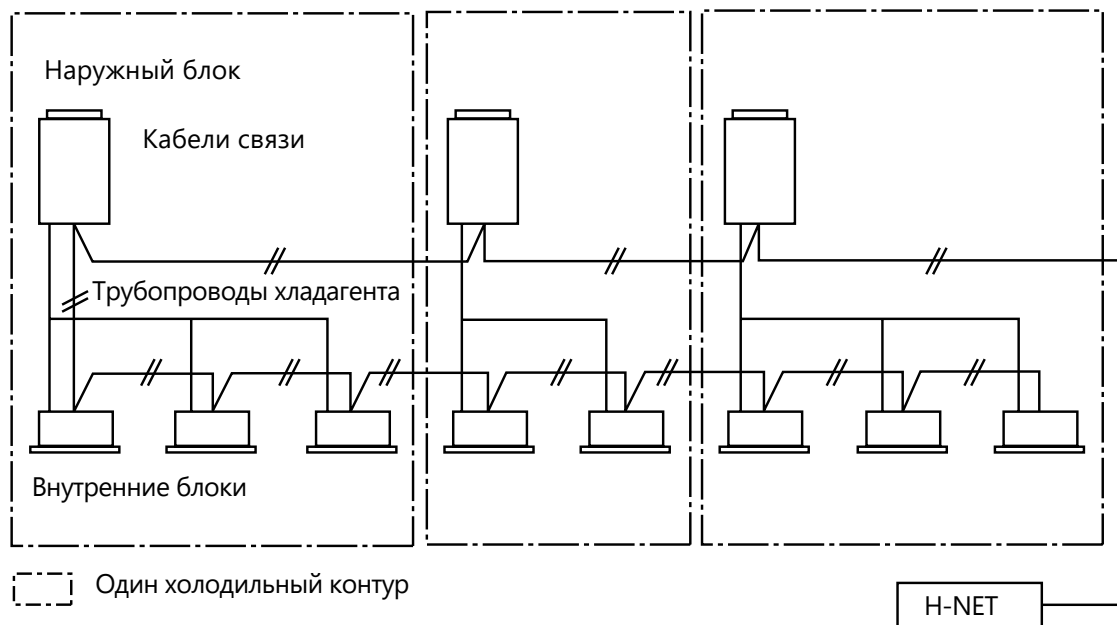 Наружный блок
Кабели связи
Трубопроводы хладагента
Внутренние блоки
Один холодильный контур
H-NET